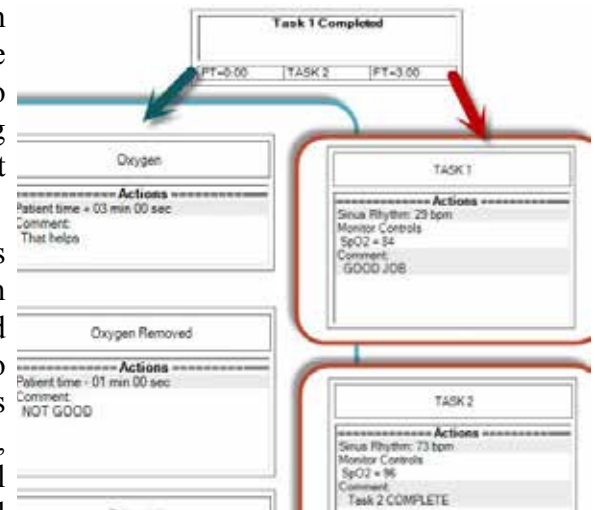 Task 1 Completed
PT=0.00 TASK 2 FT=3.00
Oxygen
Actions
Patient time + 03 min 00 sec
Comment:
That helps
Oxygen Removed
Actions
Patient time - 01 min 00 sec
Comment:
NOT GOOD
TASK 1
Actions
Sinus Rhythm: 29 bpm
Monitor Controls
SpO2 = 84
Comment:
GOOD JOB
TASK 2
Actions
Sinus Rhythm: 73 bpm
Monitor Controls
SpO2 = 96
Comment:
Task 2 COMPLETE